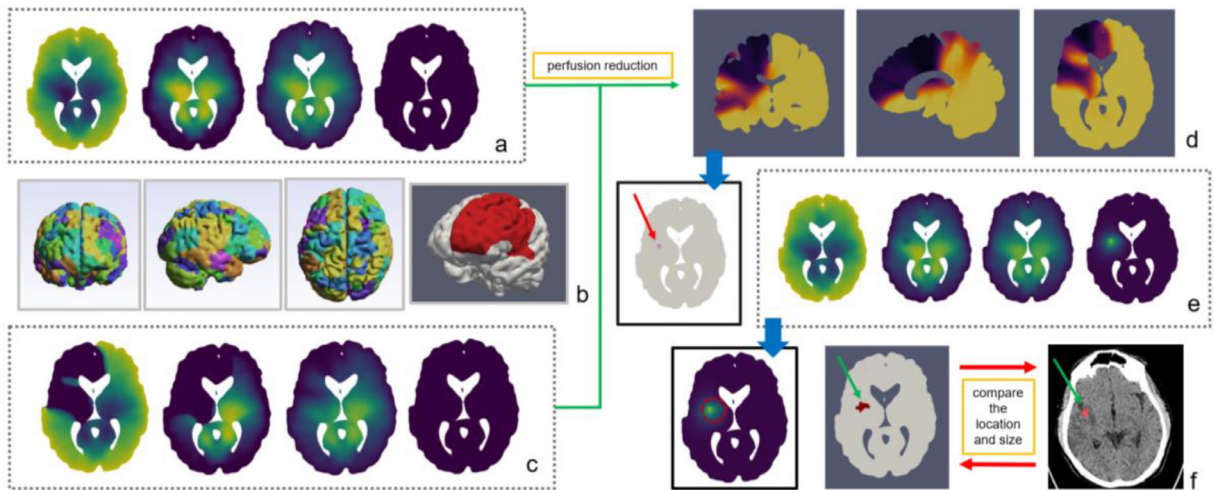 perfusion reduction
a
d
b
e
c
compare
the
location
and size
f